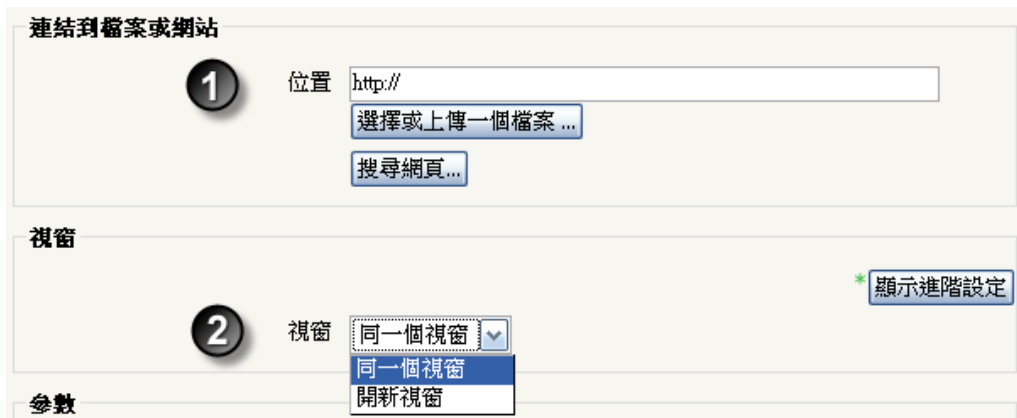 連結到檔案或網站
1 位置 http://
選擇或上傳一個檔案 ...
搜尋網頁...
視窗
*顯示進階設定
2 視窗 同一個視窗
同一個視窗
開新視窗
參數